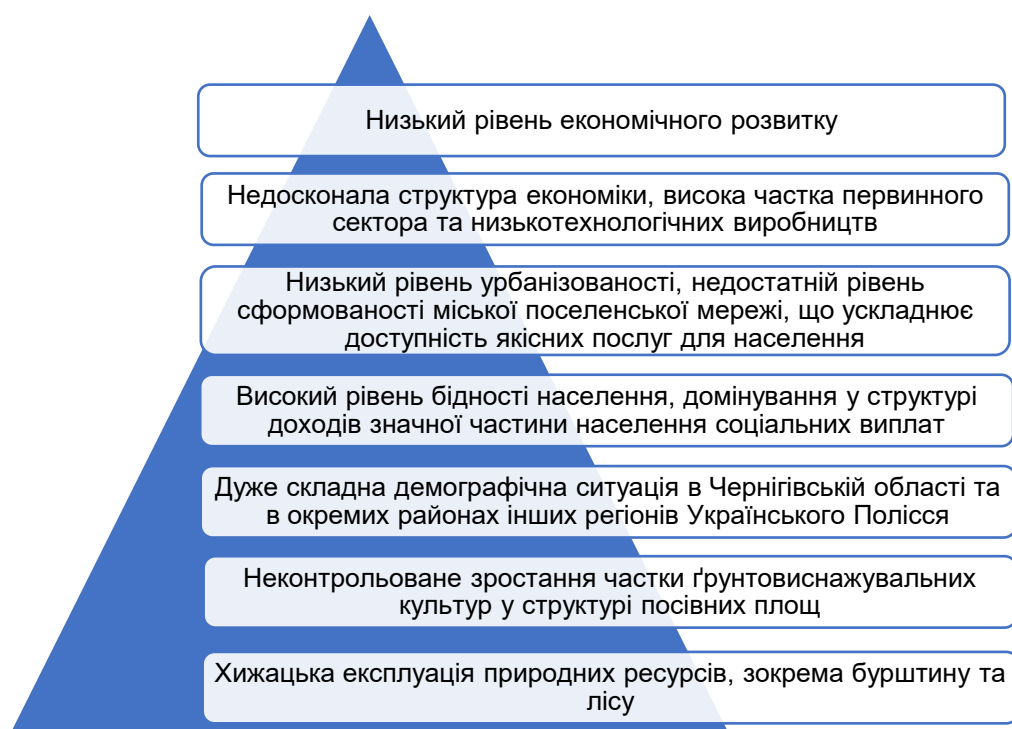 Низький рівень економічного розвитку
Недосконала структура економіки, висока частка первинного
сектора та низькотехнологічних виробництв
Низький рівень урбанізованості, недостатній рівень
сформованості міської поселенської мережі, що ускладнює
доступність якісних послуг для населення
Високий рівень бідності населення, домінування у структурі
доходів значної частини населення соціальних виплат
Дуже складна демографічна ситуація в Чернігівській області та
в окремих районах інших регіонів Українського Полісся
Неконтрольоване зростання частки ґрунтовиснажувальних
культур у структурі посівних площ
Хижацька експлуація природних ресурсів, зокрема бурштину та
лісу